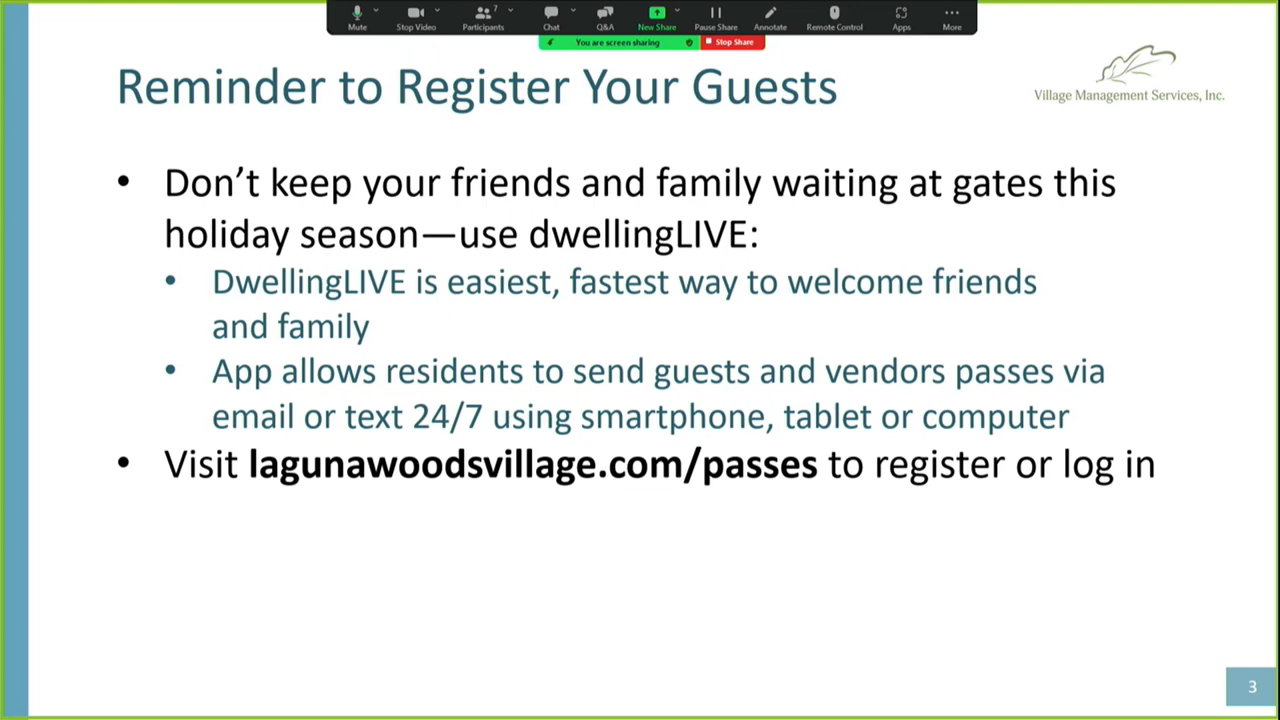 Mute
Stop Video
Participants
7
Chat
Q&A
New Share
Pause Share
Annotate
Remote Control
Apps
More
You are screen sharing
Stop Share
Reminder to Register Your Guests
Village Management Services, Inc.
• Don’t keep your friends and family waiting at gates this
holiday season—use dwellingLIVE:
• DwellingLIVE is easiest, fastest way to welcome friends
and family
• App allows residents to send guests and vendors passes via
email or text 24/7 using smartphone, tablet or computer
• Visit lagunawoodsvillage.com/passes to register or log in
3